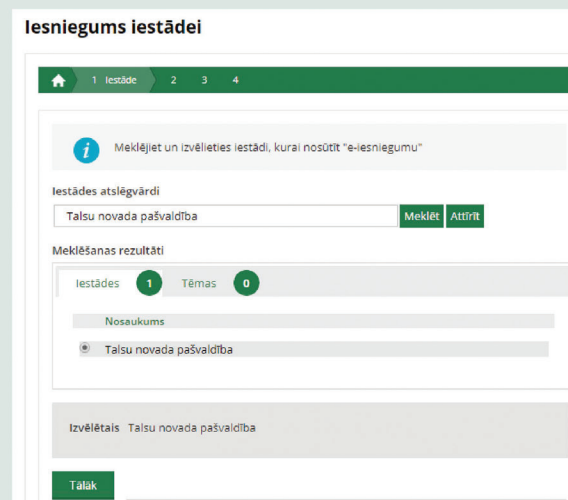 Iesniegums iestādei
1 Iestāde 2 3 4
i Meklējiet un izvēlieties iestādi, kurai nosūtīt "e-iesniegumu"
Iestādes atslēgvārdi
Talsu novada pašvaldība Meklēt Attīrīt
Meklēšanas rezultāti
Iestādes 1 Tēmas 0
Nosaukums
Talsu novada pašvaldība
Izvēlētais Talsu novada pašvaldība
Tālāk